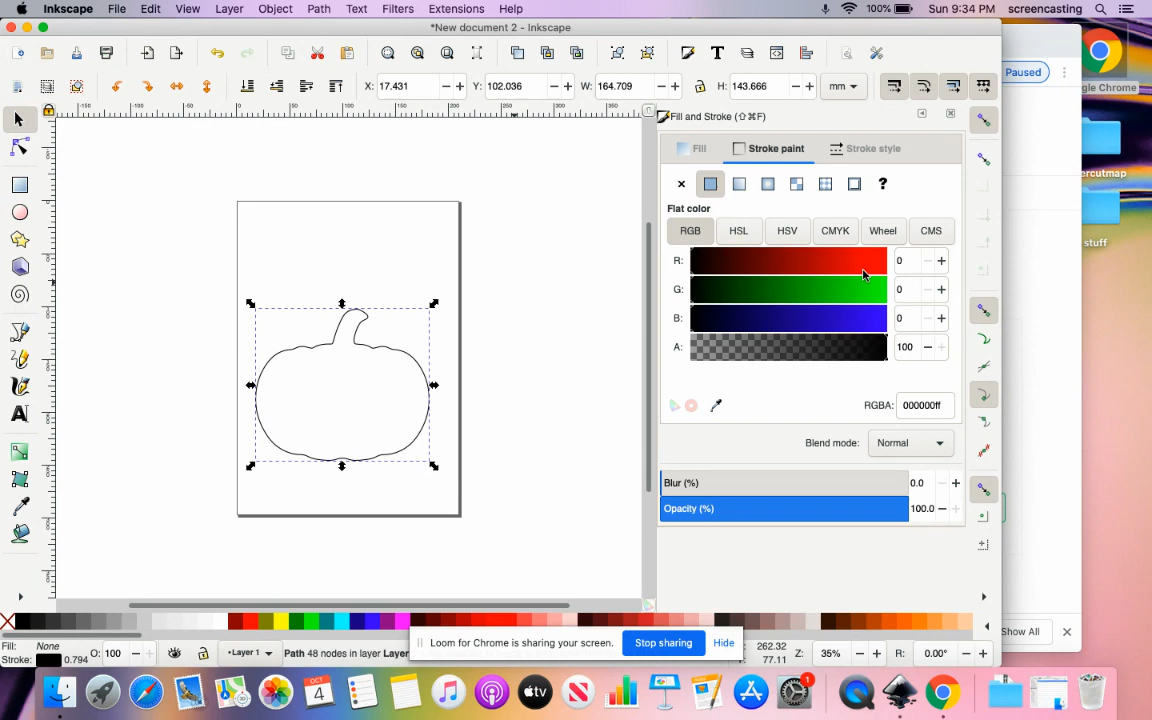 Inkscape File Edit View Layer Object Path Text Filters Extensions Help 100% Sun 9:34 PM screencasting
*New document 2 - Inkscape
Paused
gle Chrome
X: 17.431 Y: 102.036 W: 164.709 H: 143.666 mm
Fill and Stroke (⇧⌘F)
Fill Stroke paint Stroke style
ercutmap
?
Flat color
RGB HSL HSV CMYK Wheel CMS
stuff
R: 0
G: 0
B: 0
A: 100
RGBA: 000000ff
Blend mode: Normal
Blur (%) 0.0
Opacity (%) 100.0
Loom for Chrome is sharing your screen. Stop sharing Hide
Show All
Fill: None
Stroke: 0.794
O: 100
Layer 1
Path 48 nodes in layer Layer
262.32
77.11
Z: 35% R: 0.00°
OCT
4
1